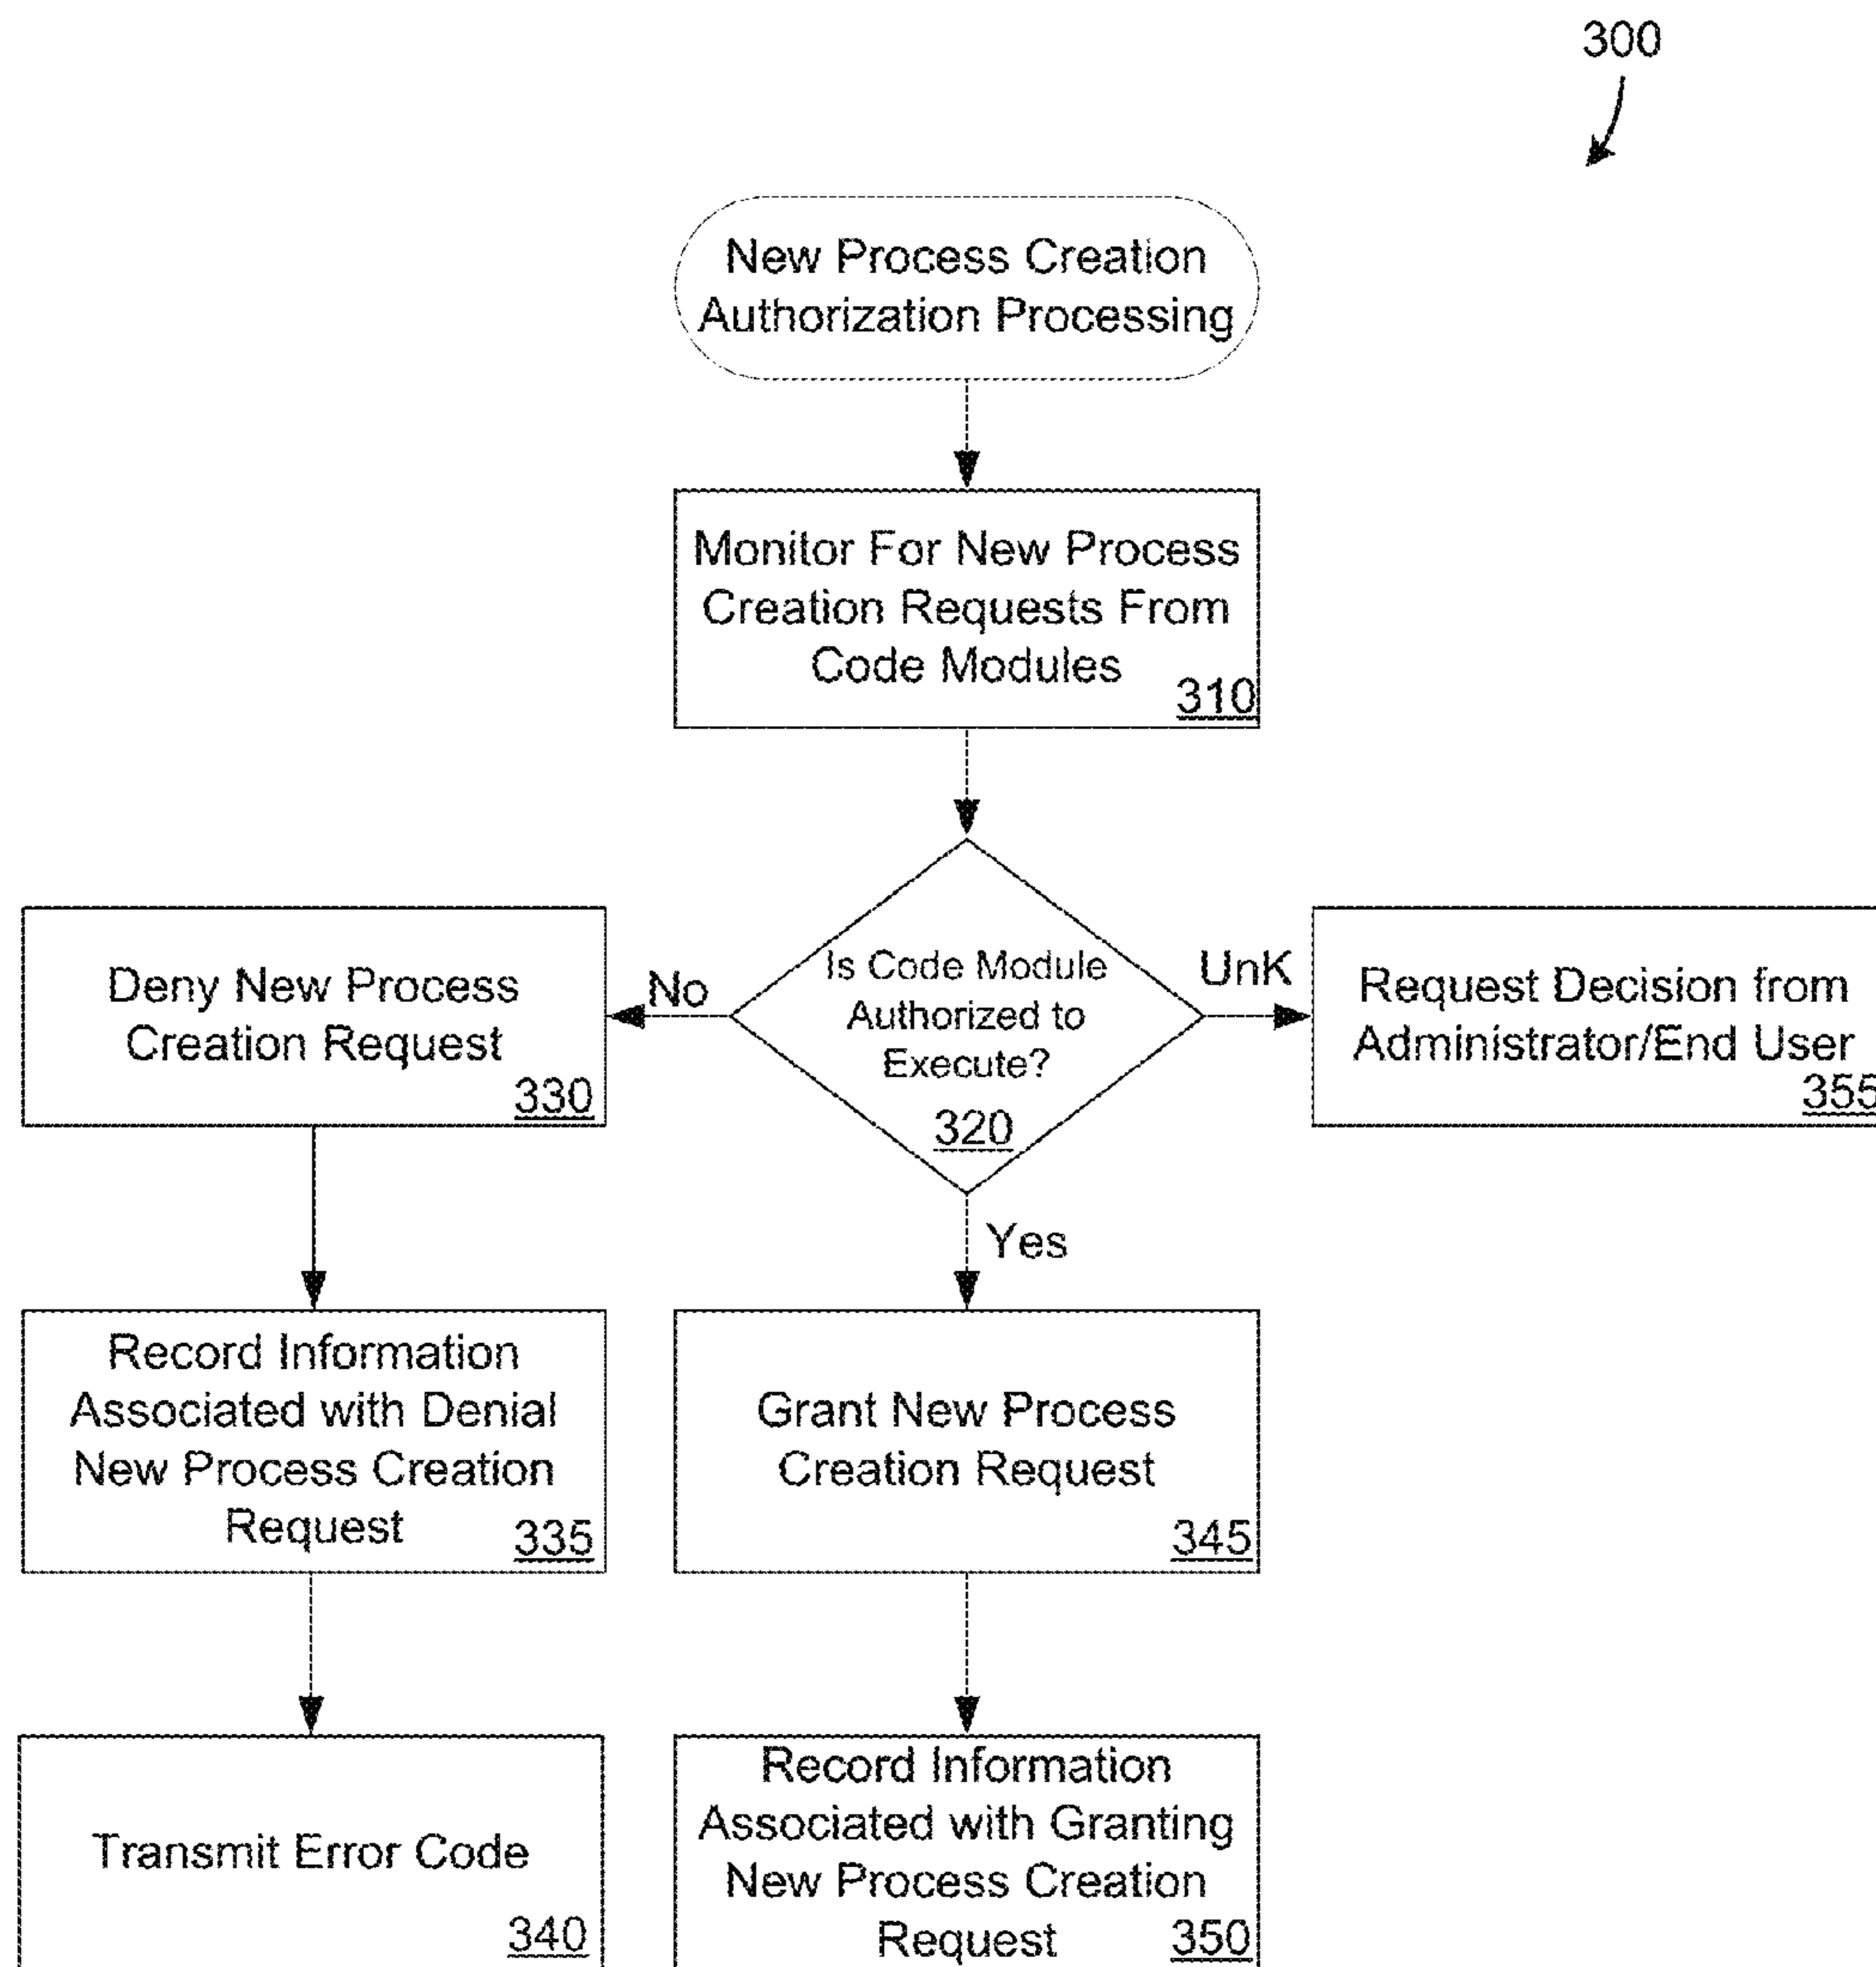 300
New Process Creation
Authorization Processing
Monitor For New Process
Creation Requests From
Code Modules
310
Is Code Module
Authorized to
Execute?
320
No
UnK
Yes
Deny New Process
Creation Request
330
Request Decision from
Administrator/End User
355
Record Information
Associated with Denial
New Process Creation
Request
335
Grant New Process
Creation Request
345
Transmit Error Code
340
Record Information
Associated with Granting
New Process Creation
Request
350